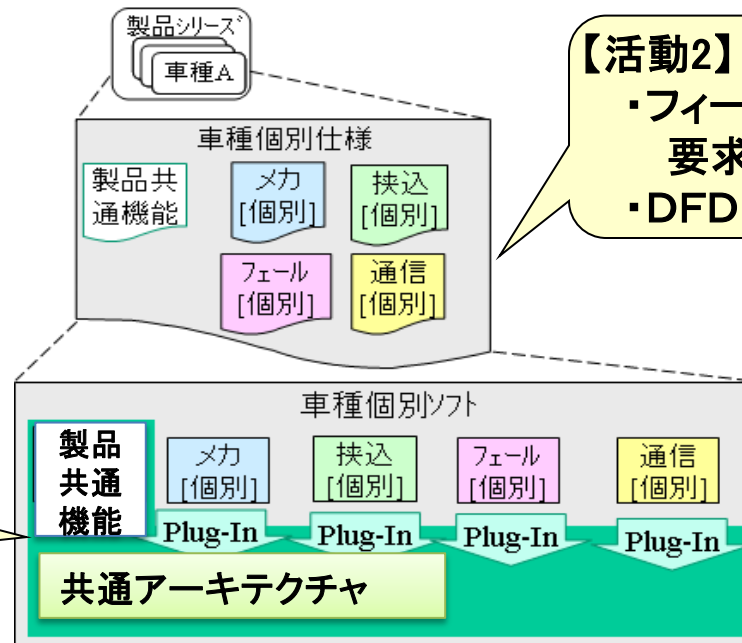 製品シリーズ
車種A
【活動2】
・フィー
要求
・DFD
車種個別仕様
製品共
通機能
メカ
[個別]
挟込
[個別]
フェール
[個別]
通信
[個別]
車種個別ソフト
製品
共通
機能
メカ
[個別]
挟込
[個別]
フェール
[個別]
通信
[個別]
Plug-In
Plug-In
Plug-In
Plug-In
共通アーキテクチャ